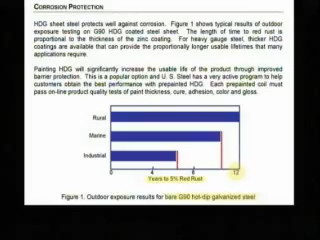 CORROSION PROTECTION
HDG sheet steel protects well against corrosion. Figure 1 shows typical results of outdoor
exposure testing on G90 HDG coated steel sheet. The length of time to red rust is
proportional to the thickness of the zinc coating. For heavy gauge steel, thicker HDG
coatings are available that can provide the proportionally longer usable lifetimes that many
applications require.
Painting HDG will significantly increase the usable life of the product through improved
barrier protection. This is a popular option and U. S. Steel has a very active program to help
customers obtain the best performance with prepainted HDG. Each prepainted coil must
pass on-line product quality tests of paint thickness, cure, adhesion, color and gloss.
Rural
Marine
Industrial
0 4 8 12
Years to 5% Red Rust
Figure 1. Outdoor exposure results for bare G90 hot-dip galvanized steel